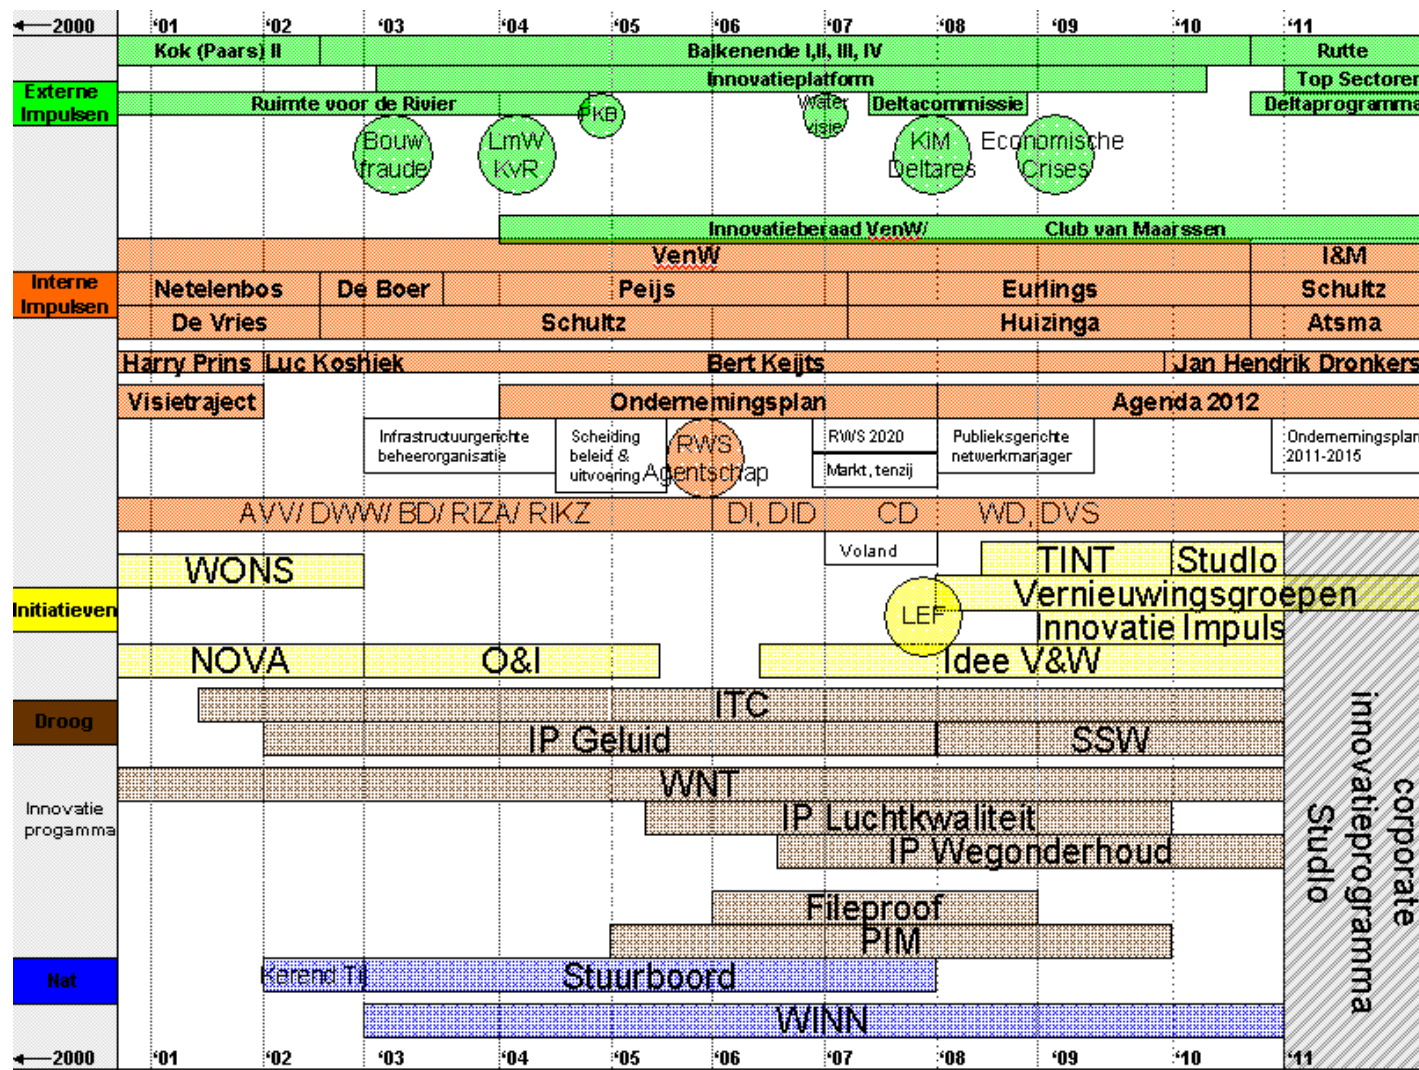 2000 ‘01 ‘02 ‘03 ‘04 ‘05 ‘06 ‘07 ‘08 ‘09 ‘10 ‘11
Kok (Paars) II Balkenende I,II, III, IV Rutte
Innovatieplatform Top Sectoren
Externe
Impulsen
Ruimte voor de Rivier PKB Water
visie Deltacommissie Deltaprogramma
Bouw
fraude
LmW
KvR
KiM
Deltares
Economische
Crises
Innovatieberaad VenW/ Club van Maarssen
VenW I&M
Interne
Impulsen
Netelenbos De Boer Peijs Eurlings Schultz
De Vries Schultz Huizinga Atsma
Harry Prins Luc Koshiek Bert Keijts Jan Hendrik Dronkers
Visietraject Ondernemingsplan Agenda 2012
Infrastructuurgerichte
beheerorganisatie
Scheiding
beleid &
uitvoering
RWS
Agentschap
RWS 2020
Markt, tenzij
Publieksgerichte
netwerkmanager
Ondernemingsplan
2011-2015
AVV/ DWW/ BD/ RIZA/ RIKZ DI, DID CD WD, DVS
Voland
WONS TINT StudIo
Initiatieven
LEF
Vernieuwingsgroepen
Innovatie Impuls
NOVA O&I Idee V&W
Droog
ITC
IP Geluid SSW
Innovatie
progamma
WNT
IP Luchtkwaliteit
IP Wegonderhoud
Fileproof
PIM
Nat
Kerend Tij Stuurboord
WINN
corporate
innovatieprogramma
StudIo
2000 ‘01 ‘02 ‘03 ‘04 ‘05 ‘06 ‘07 ‘08 ‘09 ‘10 ‘11